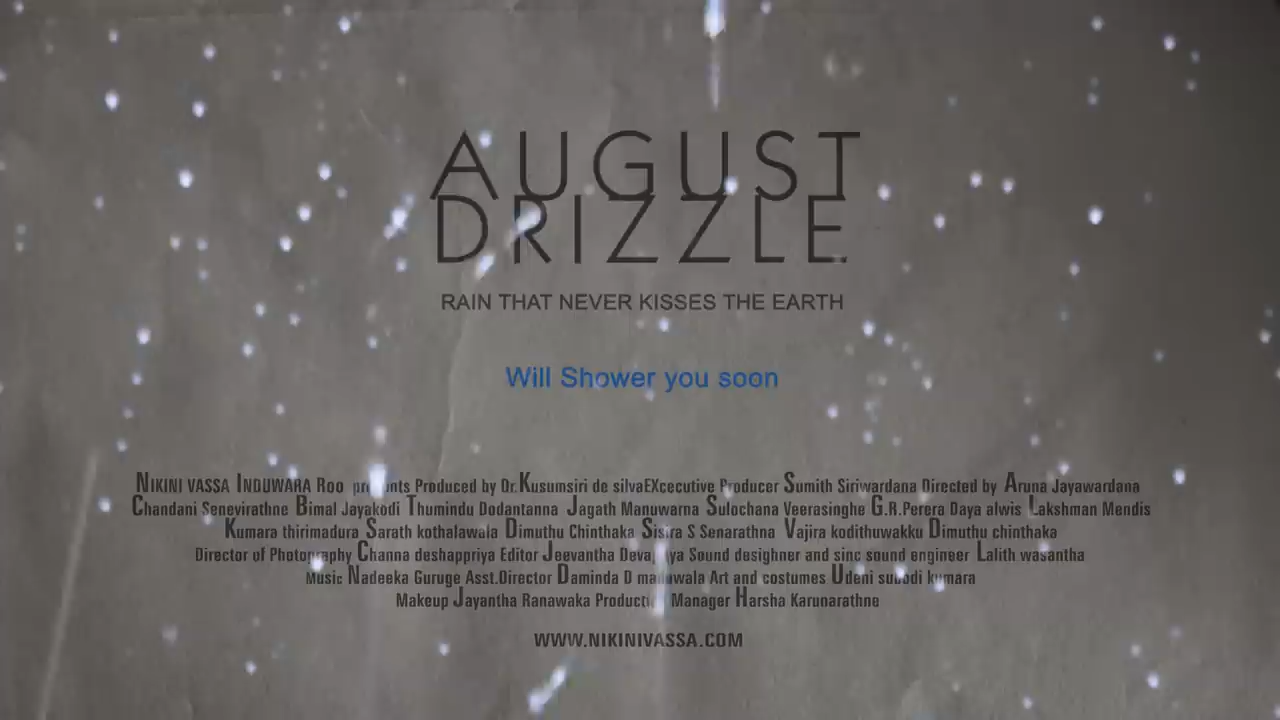 AUGUST
DRIZZLE
RAIN THAT NEVER KISSES THE EARTH
Will Shower you soon
NIKINI VASSA INDUWARA Roo Produced by Dr.Kusumsiri de silvaEXcecutive Producer Sumith Siriwardana Directed by Aruna Jayawardana
Chandani Senevirathne Bimal Jayakodi Thumindu Dodantanna Jagath Manuwarna Sulochana Veerasinghe G.R.Perera Daya alwis Lakshman Mendis
Kumara thirimadura Sarath kothalawala Dimuthu Chinthaka Sisira S Senarathna Vajira kodithuwakku Dimuthu chinthaka
Director of Photography Channa deshappriya Editor Jeevantha Sound desighner and sinc sound engineer Lalith wasantha
Music Nadeeka Guruge Asst.Director Daminda D Art and costumes Udeni kumara
Makeup Jayantha Ranawaka Production Manager Harsha Karunarathne
WWW.NIKINIVASSA.COM